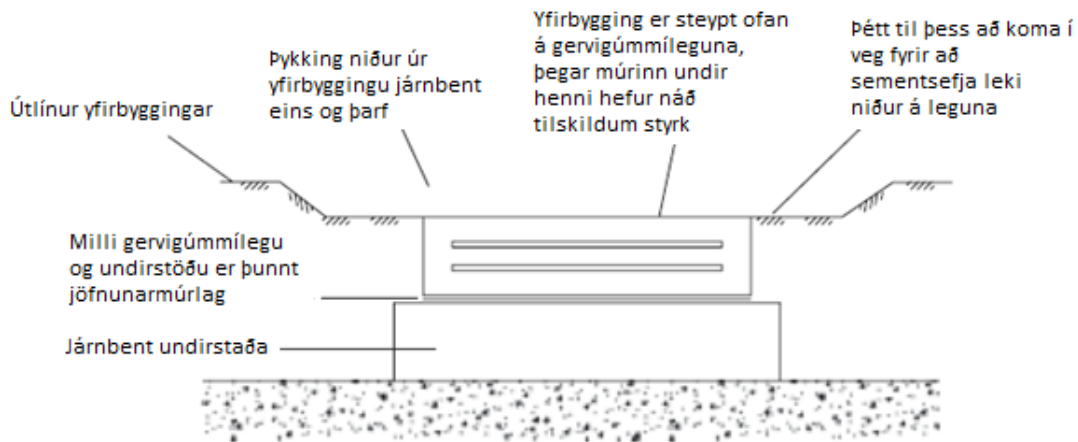 Útlínur yfirbyggingar
Þykking niður úr
yfirbyggingu járnbent
eins og þarf
Yfirbygging er steypt ofan
á gervigúmmíleguna,
þegar múrinn undir
henni hefur náð
tilskildum styrk
Þétt til þess að koma í
veg fyrir að
sementsefja leki
niður á leguna
Milli gervigúmmílegu
og undirstöðu er þunnt
jöfnunarmúrlag
Járnbent undirstaða